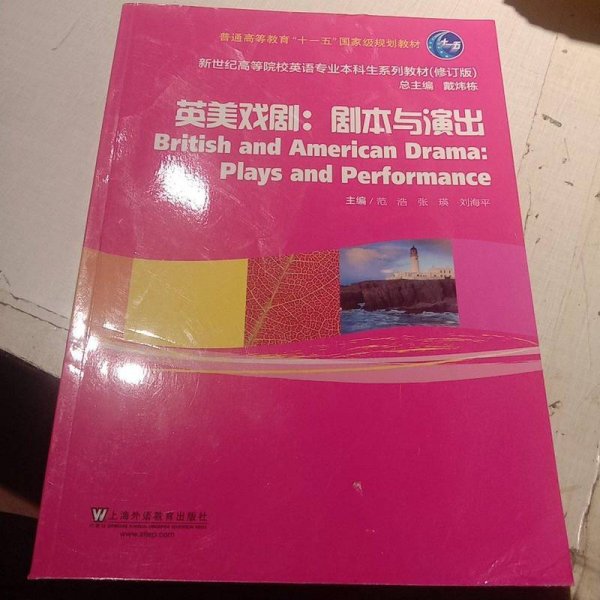 普通高等教育“十一五”国家级规划教材
十一五
新世纪高等院校英语专业本科生系列教材(修订版)
总主编 戴炜栋
英美戏剧：剧本与演出
British and American Drama:
Plays and Performance
主编/范 浩 张 瑛 刘海平
W 上海外语教育出版社
www.sflep.com